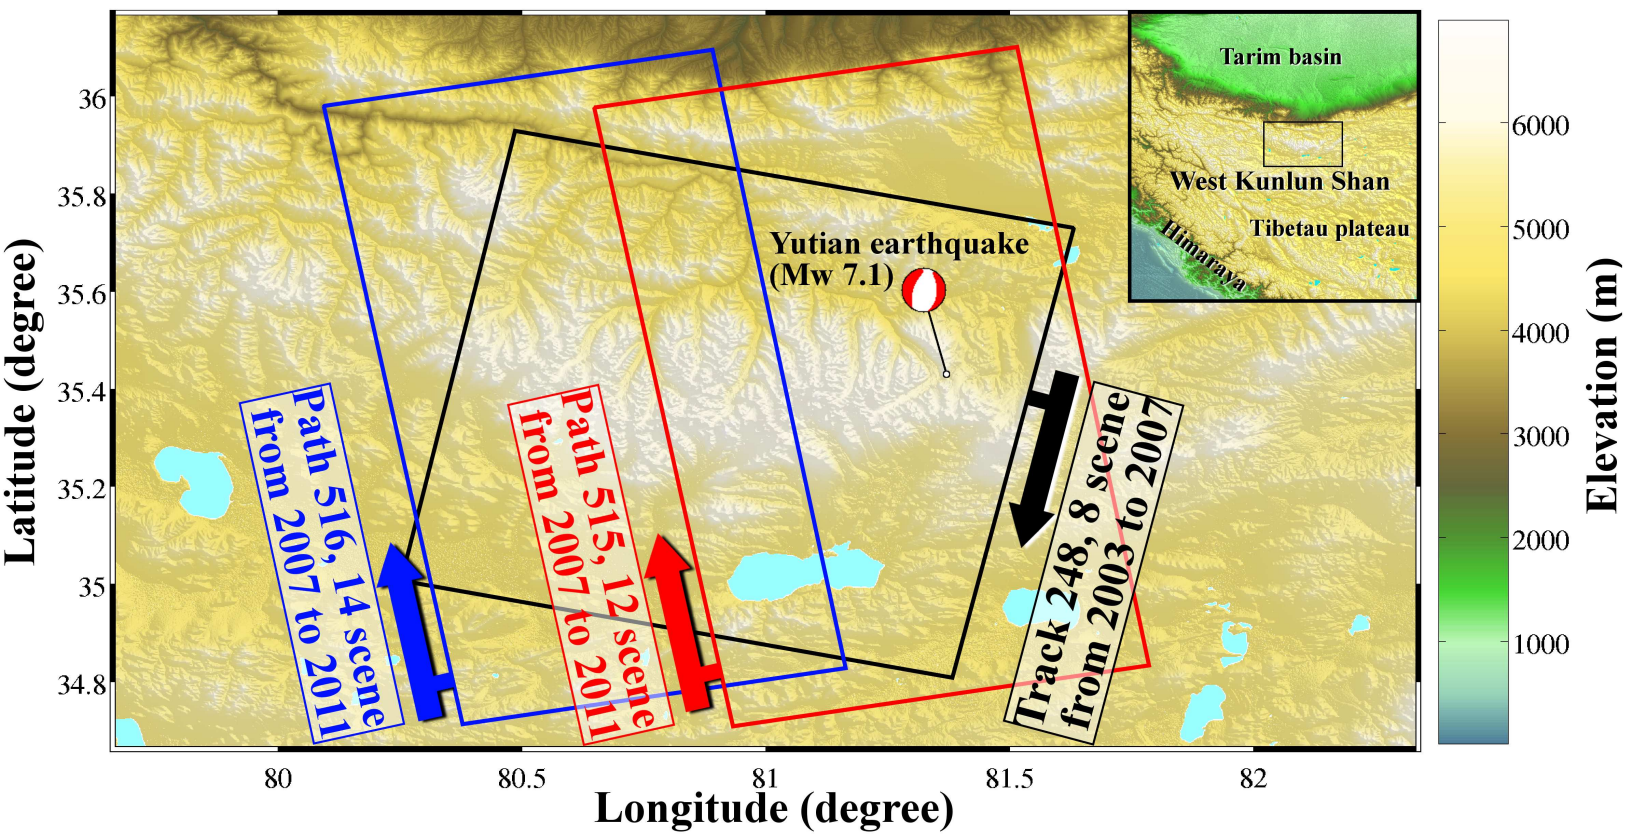 Tarim basin
West Kunlun Shan
Tibetau plateau
Himaraya
Yutian earthquake
(Mw 7.1)
Path 516, 14 scene
from 2007 to 2011
Path 515, 12 scene
from 2007 to 2011
Track 248, 8 scene
from 2003 to 2007
36
35.8
35.6
35.4
35.2
35
34.8
Latitude (degree)
80
80.5
81
81.5
82
Longitude (degree)
6000
5000
4000
3000
2000
1000
Elevation (m)